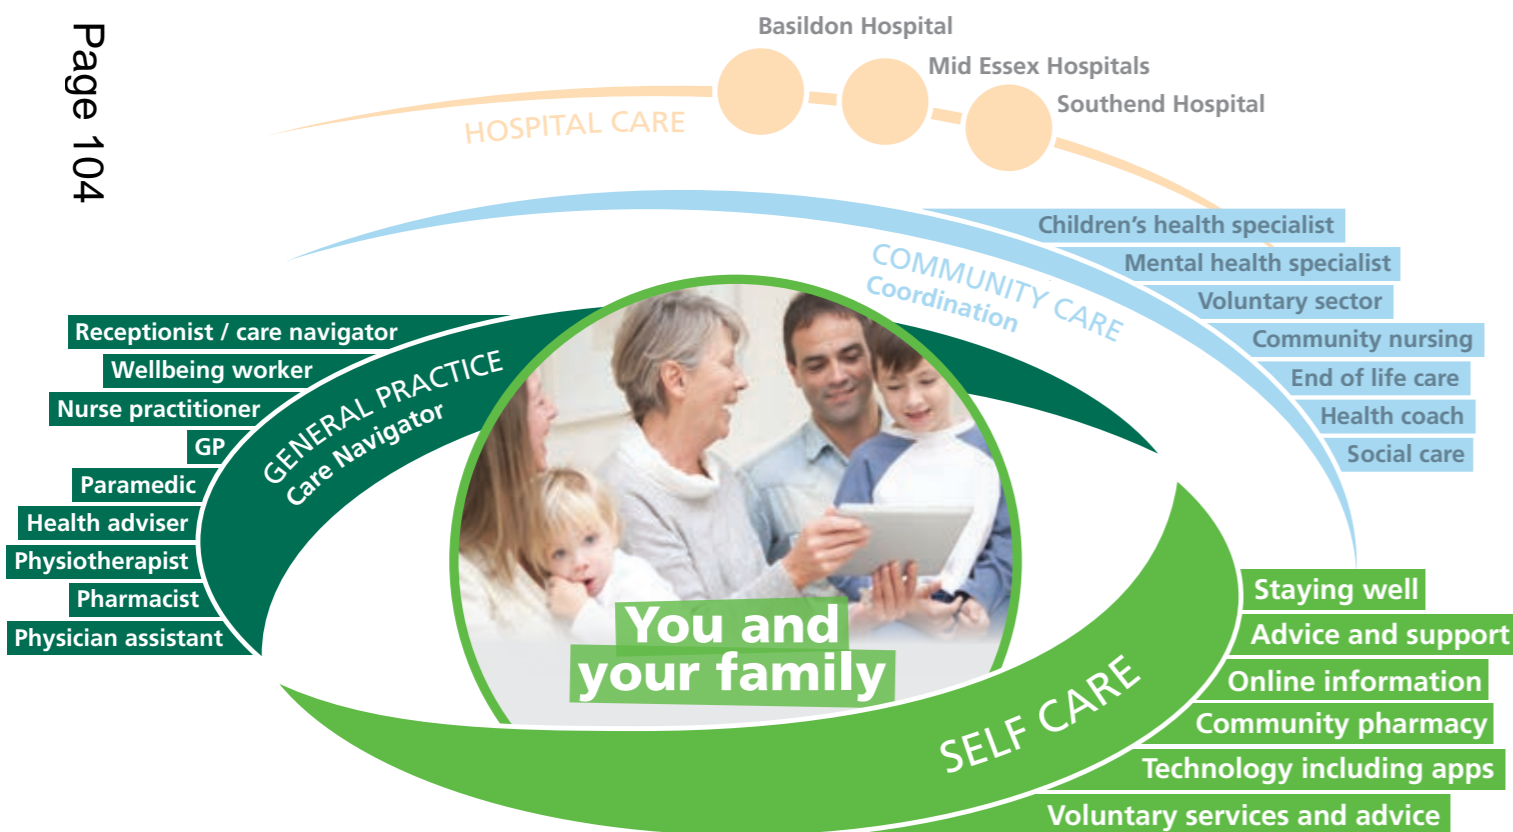 Page 104
Basildon Hospital
Mid Essex Hospitals
Southend Hospital
HOSPITAL CARE
Children’s health specialist
Mental health specialist
Voluntary sector
Community nursing
End of life care
Health coach
Social care
COMMUNITY CARE
Coordination
Receptionist / care navigator
Wellbeing worker
Nurse practitioner
GP
Paramedic
Health adviser
Physiotherapist
Pharmacist
Physician assistant
GENERAL PRACTICE
Care Navigator
You and
your family
SELF CARE
Staying well
Advice and support
Online information
Community pharmacy
Technology including apps
Voluntary services and advice